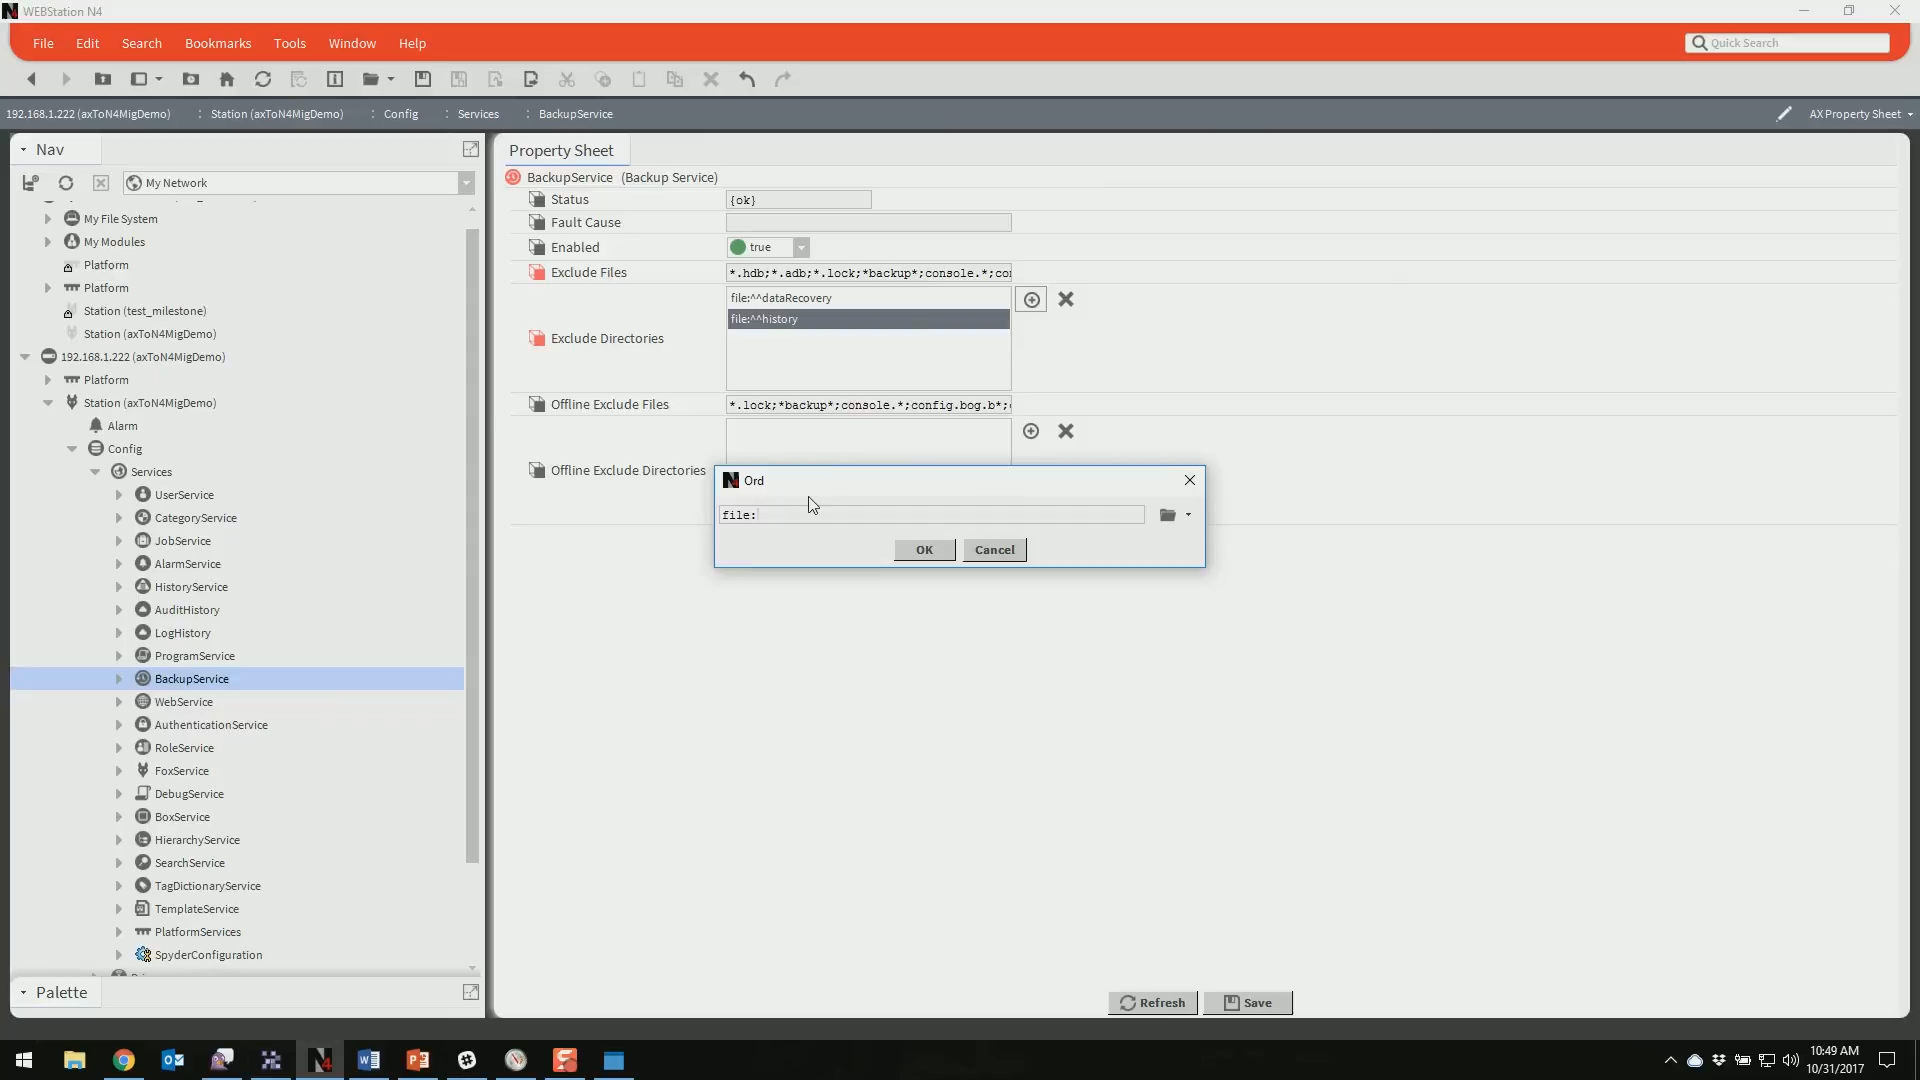 WEBStation N4
File Edit Search Bookmarks Tools Window Help
Quick Search
192.168.1.222 (axToN4MigDemo) : Station (axToN4MigDemo) : Config : Services : BackupService
AX Property Sheet
Nav
My Network
My File System
My Modules
Platform
Platform
Station (test_milestone)
Station (axToN4MigDemo)
192.168.1.222 (axToN4MigDemo)
Platform
Station (axToN4MigDemo)
Alarm
Config
Services
UserService
CategoryService
JobService
AlarmService
HistoryService
AuditHistory
LogHistory
ProgramService
BackupService
WebService
AuthenticationService
RoleService
FoxService
DebugService
BoxService
HierarchyService
SearchService
TagDictionaryService
TemplateService
PlatformServices
SpyderConfiguration
Palette
Property Sheet
BackupService (Backup Service)
Status {ok}
Fault Cause
Enabled true
Exclude Files *.hdb;*.adb;*.lock;*backup*;console.*;co
Exclude Directories
file:^^dataRecovery
file:^^history
Offline Exclude Files *.lock;*backup*;console.*;config.bog.b*;
Offline Exclude Directories
Ord
file:
OK Cancel
Refresh Save
10:49 AM
10/31/2017